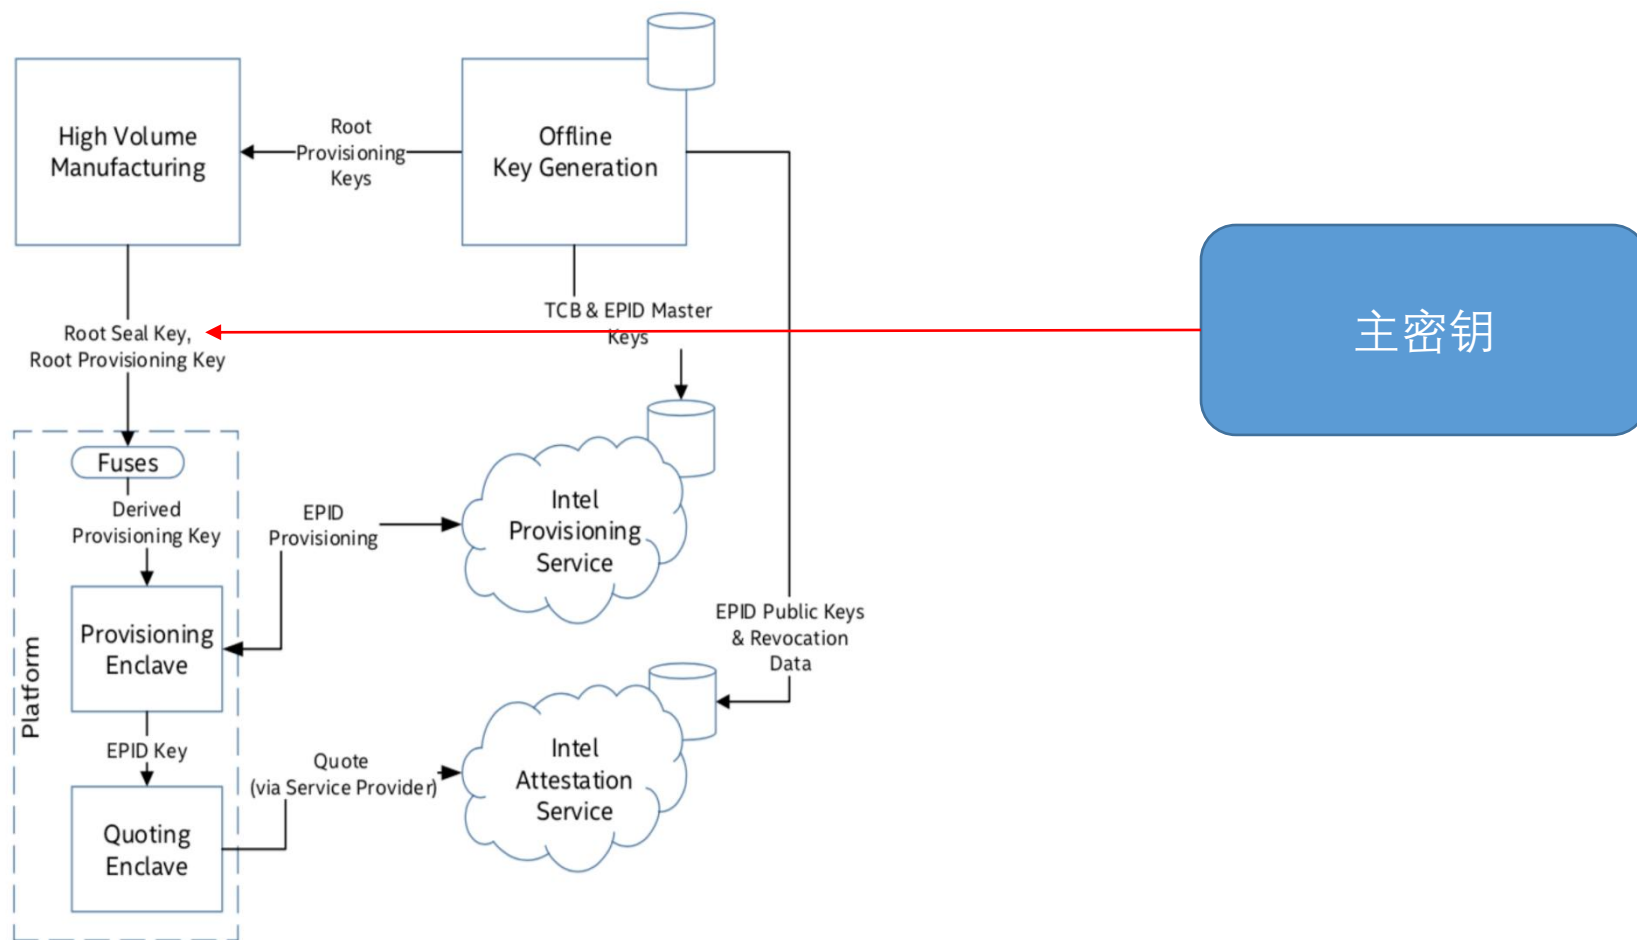 High Volume
Manufacturing
Root
Provisioning
Keys
Offline
Key Generation
Root Seal Key,
Root Provisioning Key
TCB & EPID Master
Keys
主密钥
Fuses
Derived
Provisioning Key
EPID
Provisioning
Intel
Provisioning
Service
Platform
Provisioning
Enclave
EPID Public Keys
& Revocation
Data
EPID Key
Quote
(via Service Provider)
Intel
Attestation
Service
Quoting
Enclave